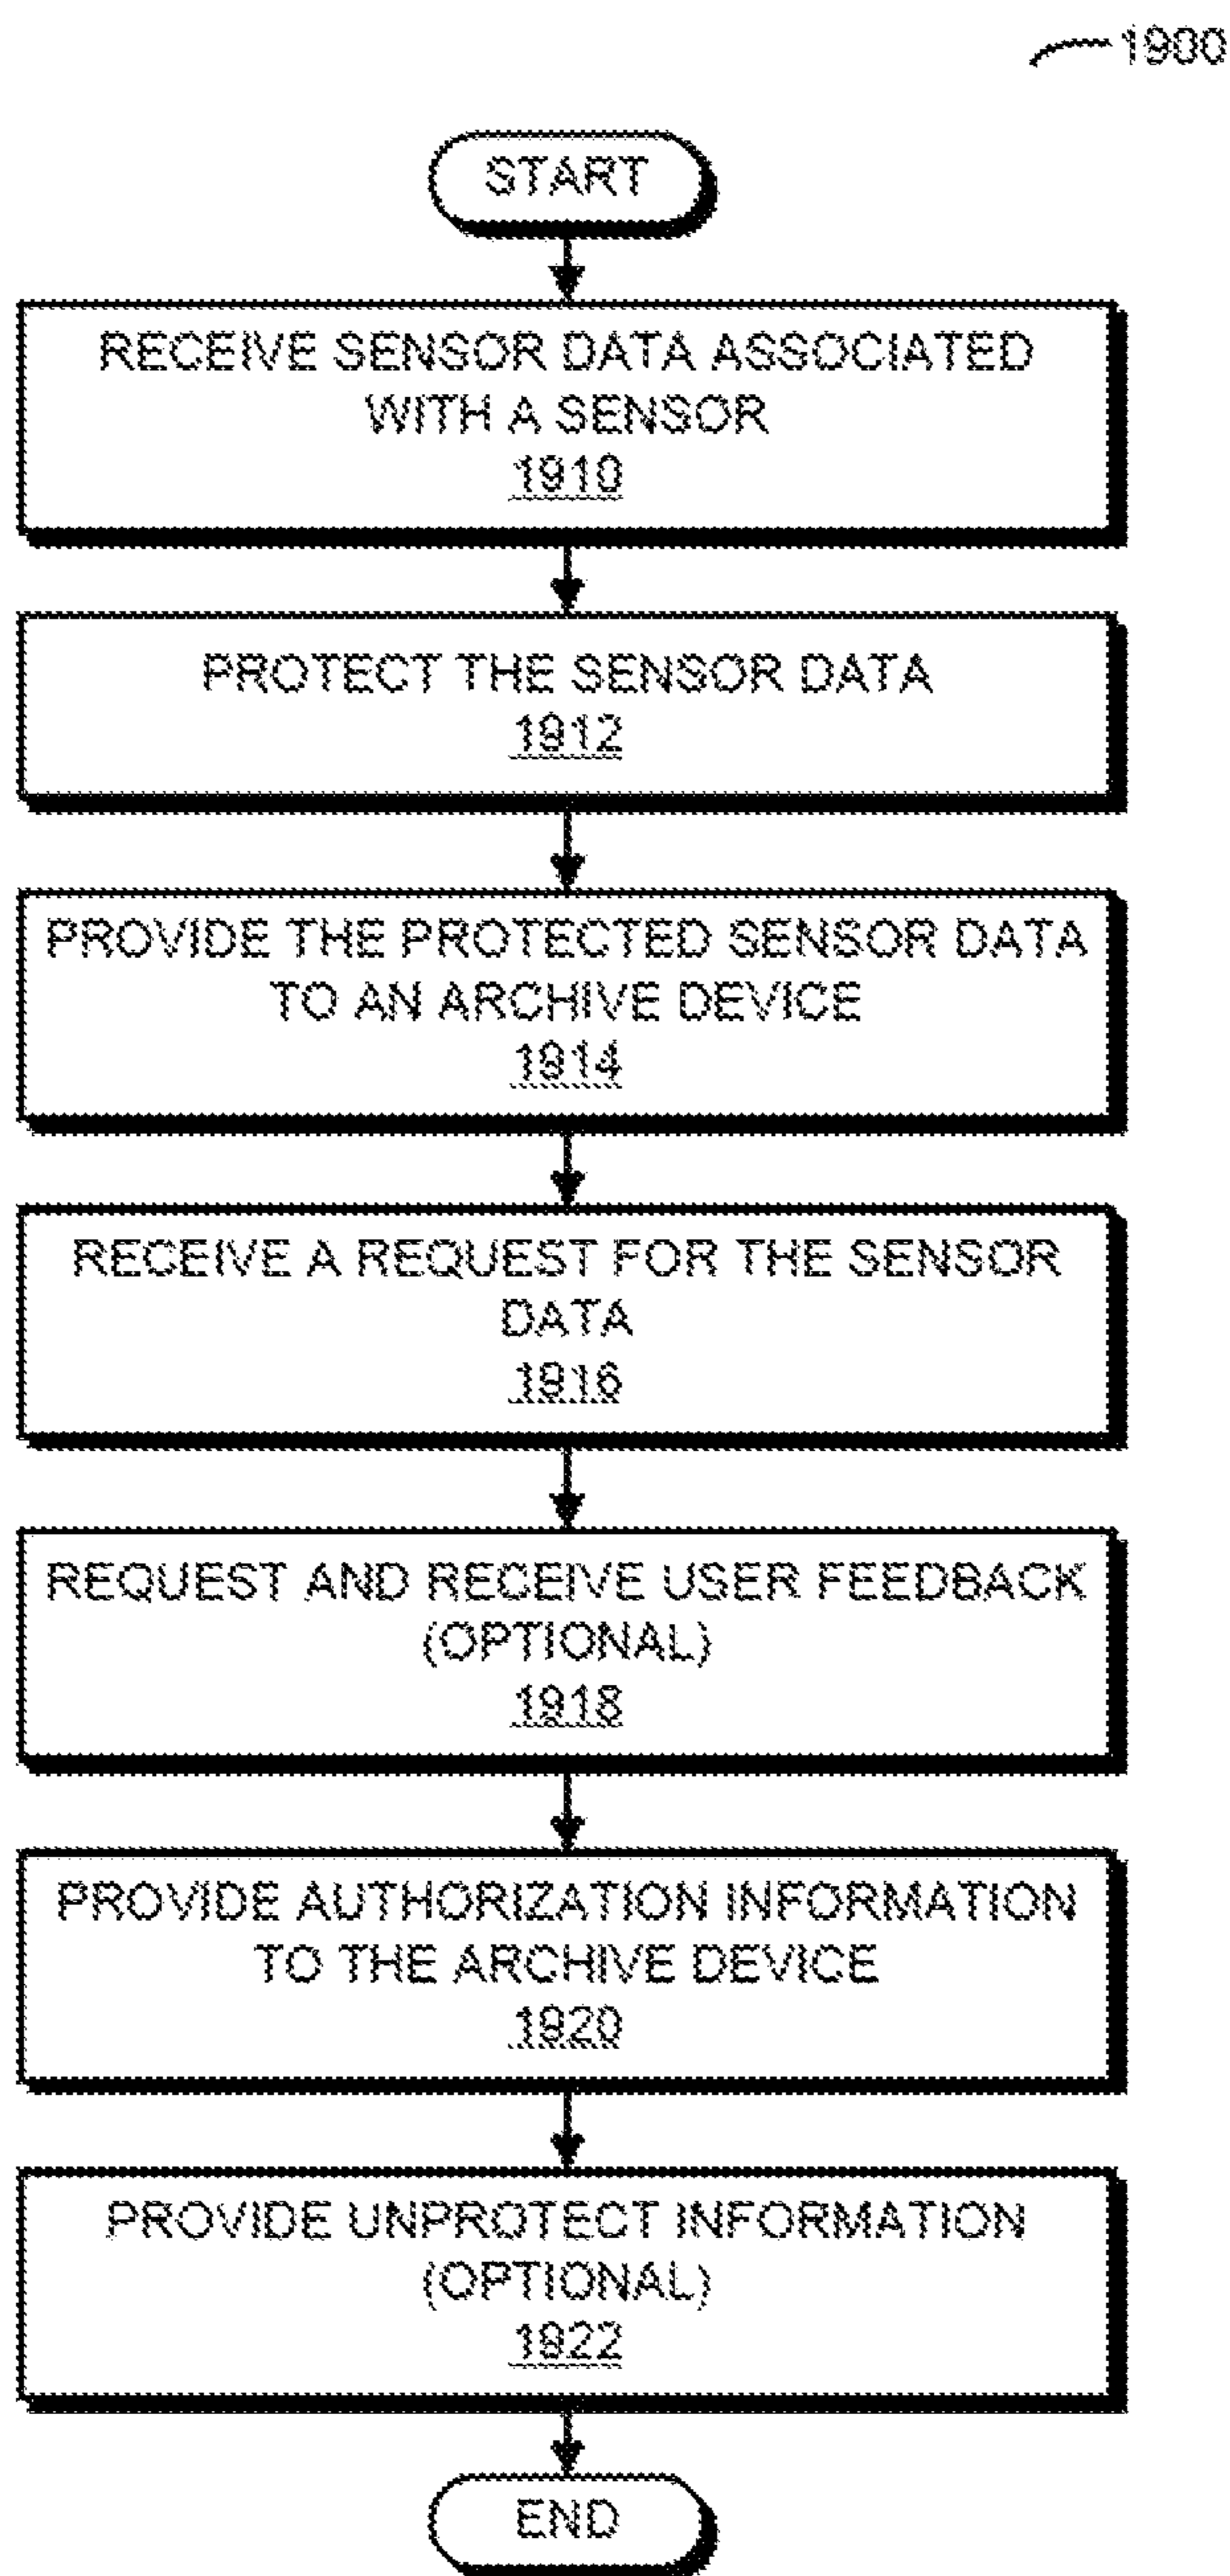 1900
START
RECEIVE SENSOR DATA ASSOCIATED
WITH A SENSOR
1910
PROTECT THE SENSOR DATA
1912
PROVIDE THE PROTECTED SENSOR DATA
TO AN ARCHIVE DEVICE
1914
RECEIVE A REQUEST FOR THE SENSOR
DATA
1916
REQUEST AND RECEIVE USER FEEDBACK
(OPTIONAL)
1918
PROVIDE AUTHORIZATION INFORMATION
TO THE ARCHIVE DEVICE
1920
PROVIDE UNPROTECT INFORMATION
(OPTIONAL)
1922
END